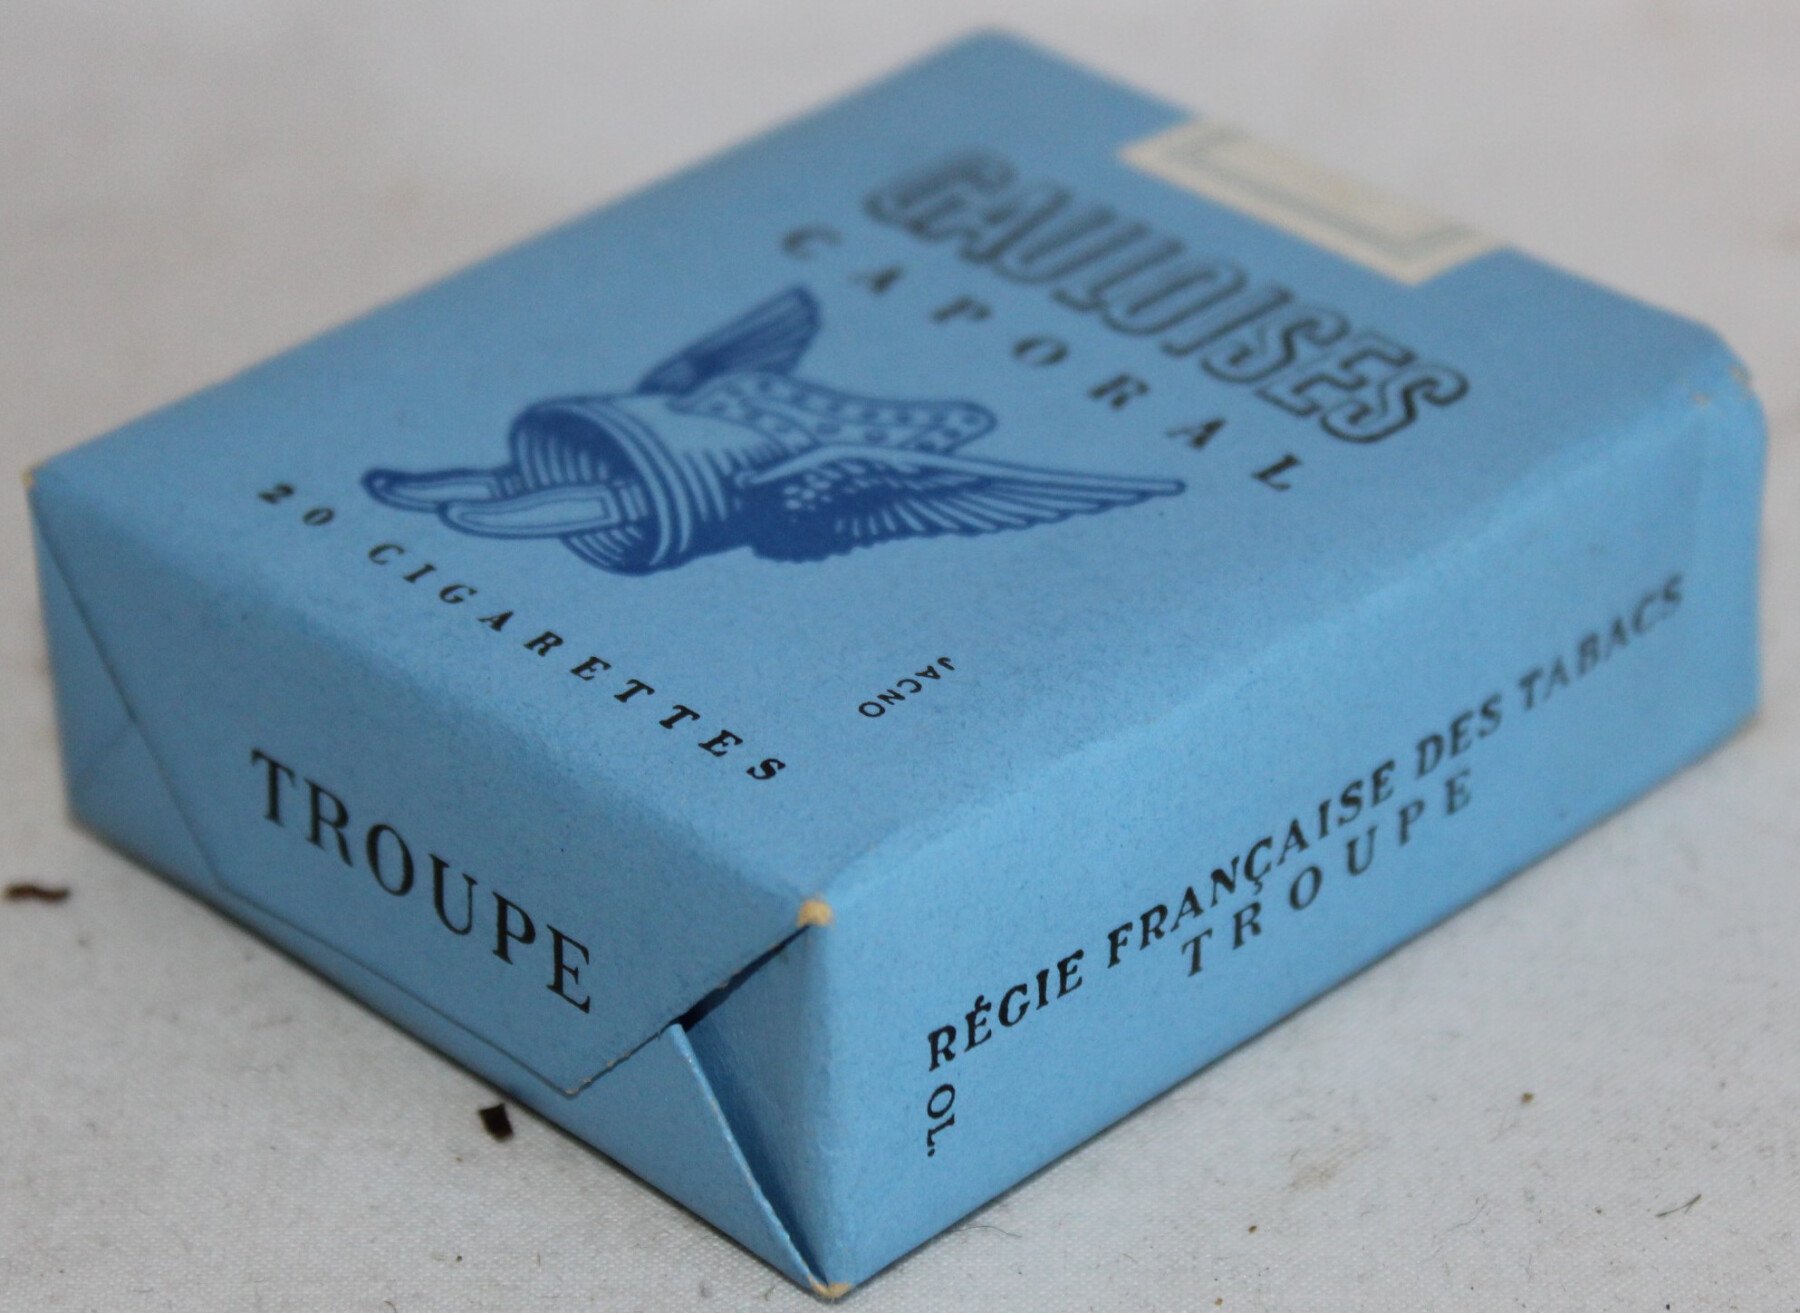 GAULOISES
CAPORAL
20 CIGARETTES
JACNO
TROUPE
RÉGIE FRANÇAISE DES TABACS
TROUPE
OL.